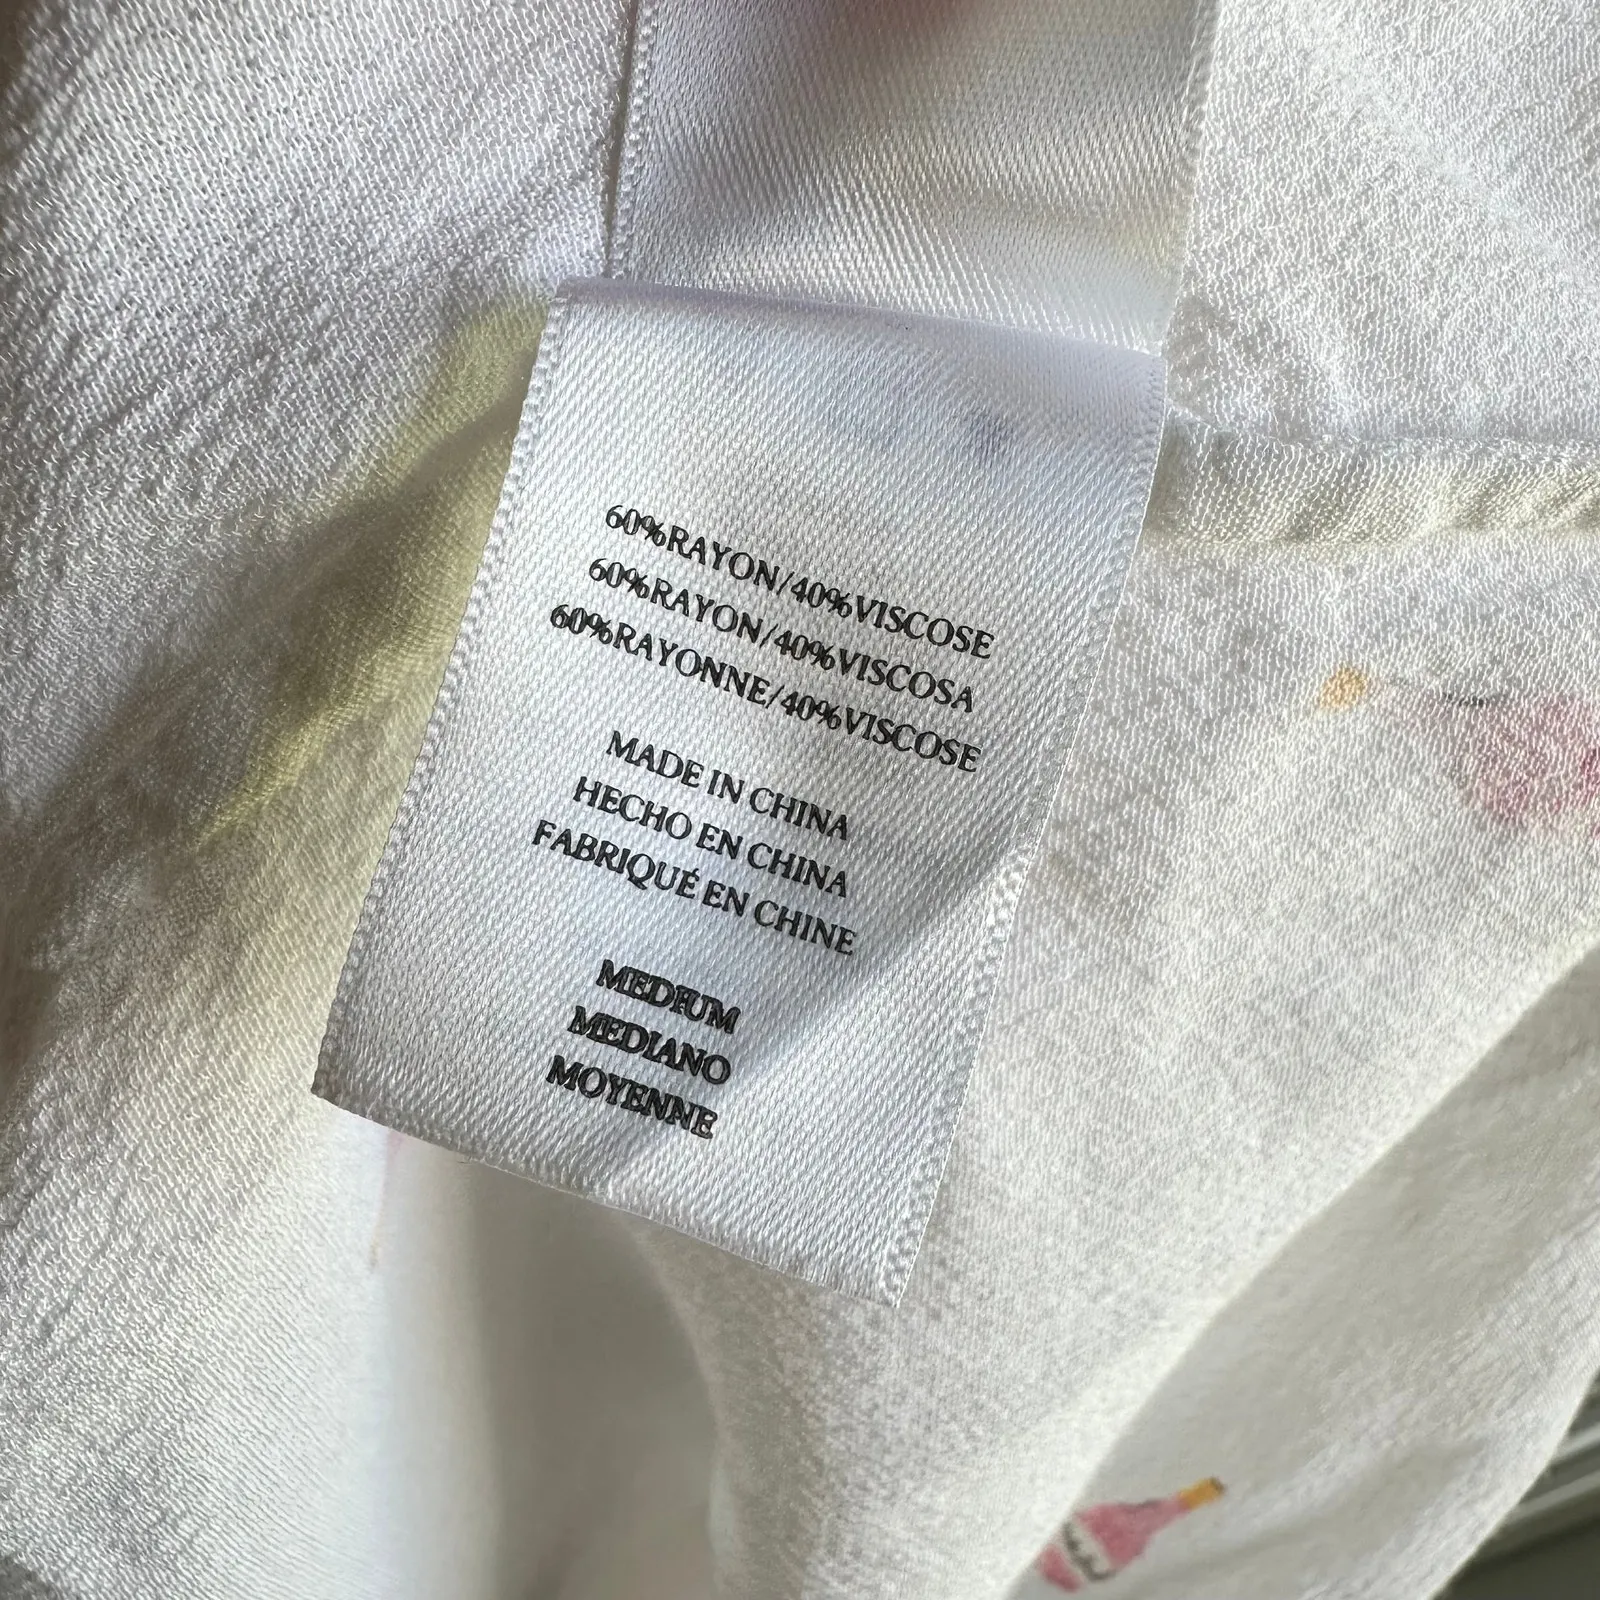 60%RAYON/40%VISCOSE
60%RAYON/40%VISCOSA
60%RAYONNE/40%VISCOSE
MADE IN CHINA
HECHO EN CHINA
FABRIQUÉ EN CHINE
MEDIUM
MEDIANO
MOYENNE